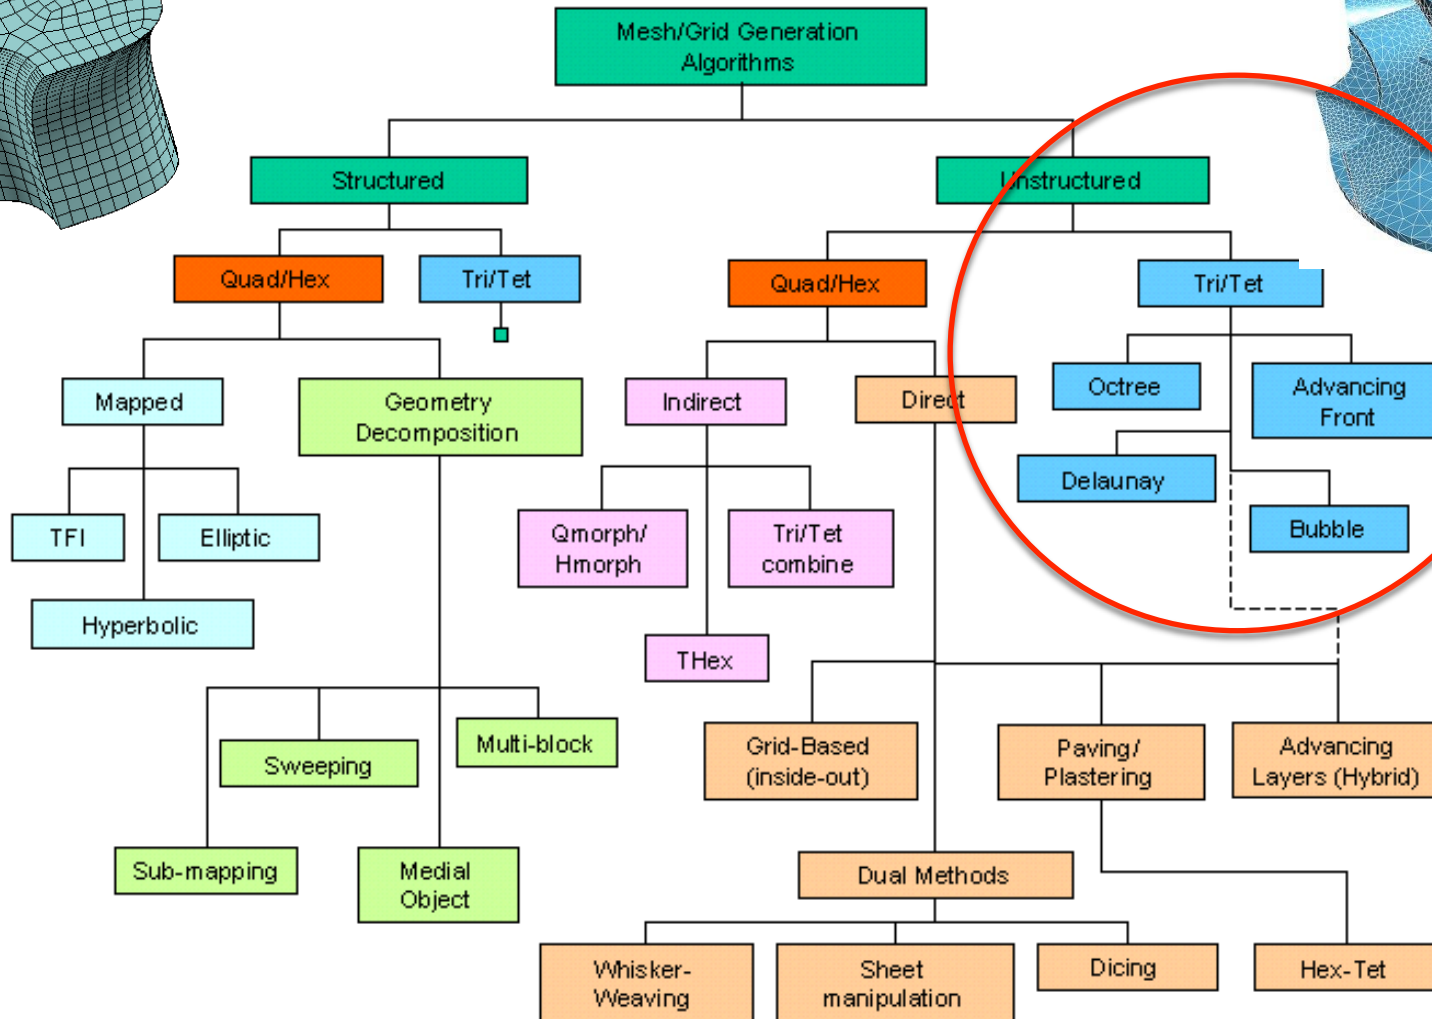 Mesh/Grid Generation
Algorithms
Structured
Unstructured
Quad/Hex
Tri/Tet
Quad/Hex
Tri/Tet
Mapped
Geometry
Decomposition
Indirect
Direct
Octree
Advancing
Front
Delaunay
Bubble
TFI
Elliptic
Qmorph/
Hmorph
Tri/Tet
combine
Hyperbolic
THex
Sweeping
Multi-block
Grid-Based
(inside-out)
Paving/
Plastering
Advancing
Layers (Hybrid)
Sub-mapping
Medial
Object
Dual Methods
Whisker-
Weaving
Sheet
manipulation
Dicing
Hex-Tet